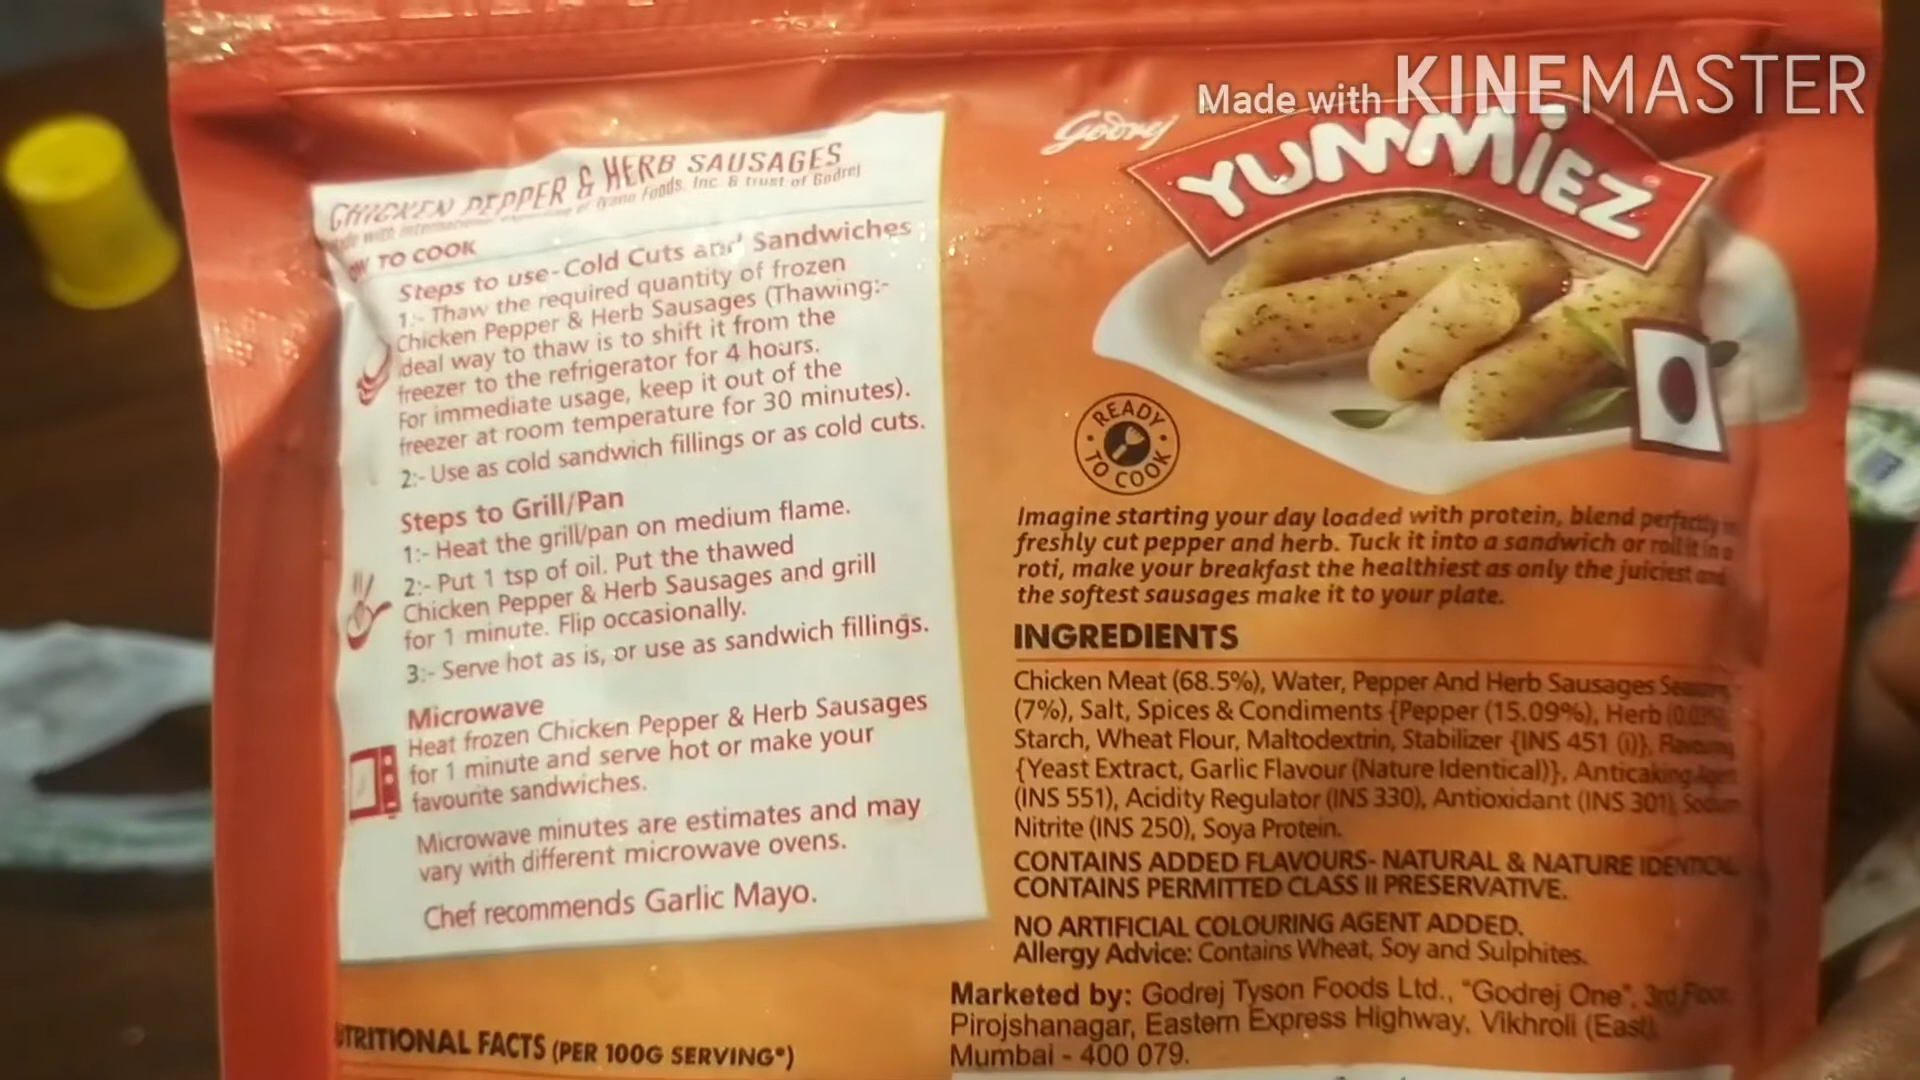 Made with KINEMASTER
CHICKEN PEPPER & HERB SAUSAGES
Foods, Inc. & trust of Godrej
TO COOK
Steps to use-Cold Cuts and Sandwiches
1:- Thaw the required quantity of frozen
Chicken Pepper & Herb Sausages (Thawing:-
deal way to thaw is to shift it from the
freezer to the refrigerator for 4 hours.
For immediate usage, keep it out of the
freezer at room temperature for 30 minutes).
2:- Use as cold sandwich fillings or as cold cuts.
Steps to Grill/Pan
1:- Heat the grill/pan on medium flame.
2:- Put 1 tsp of oil. Put the thawed
Chicken Pepper & Herb Sausages and grill
for 1 minute. Flip occasionally.
3:- Serve hot as is, or use as sandwich fillings.
Microwave
Heat frozen Chicken Pepper & Herb Sausages
for 1 minute and serve hot or make your
favourite sandwiches.
Microwave minutes are estimates and may
vary with different microwave ovens.
Chef recommends Garlic Mayo.
TRITIONAL FACTS (PER 100G SERVING*)
Godrej
YUMMiEZ
READY TO COOK
Imagine starting your day loaded with protein, blend perfectly
freshly cut pepper and herb. Tuck it into a sandwich or roll it in a
roti, make your breakfast the healthiest as only the juiciest and
the softest sausages make it to your plate.
INGREDIENTS
Chicken Meat (68.5%), Water, Pepper And Herb Sausages
(7%), Salt, Spices & Condiments {Pepper (15.09%), Herb
Starch, Wheat Flour, Maltodextrin, Stabilizer {INS 451 (i)},
{Yeast Extract, Garlic Flavour (Nature Identical)}, Anticaking
(INS 551), Acidity Regulator (INS 330), Antioxidant (INS 301), Sodium
Nitrite (INS 250), Soya Protein.
CONTAINS ADDED FLAVOURS- NATURAL & NATURE
CONTAINS PERMITTED CLASS II PRESERVATIVE.
NO ARTIFICIAL COLOURING AGENT ADDED.
Allergy Advice: Contains Wheat, Soy and Sulphites.
Marketed by: Godrej Tyson Foods Ltd., "Godrej One", 3rd Floor,
Pirojshanagar, Eastern Express Highway, Vikhroli (East),
Mumbai - 400 079.